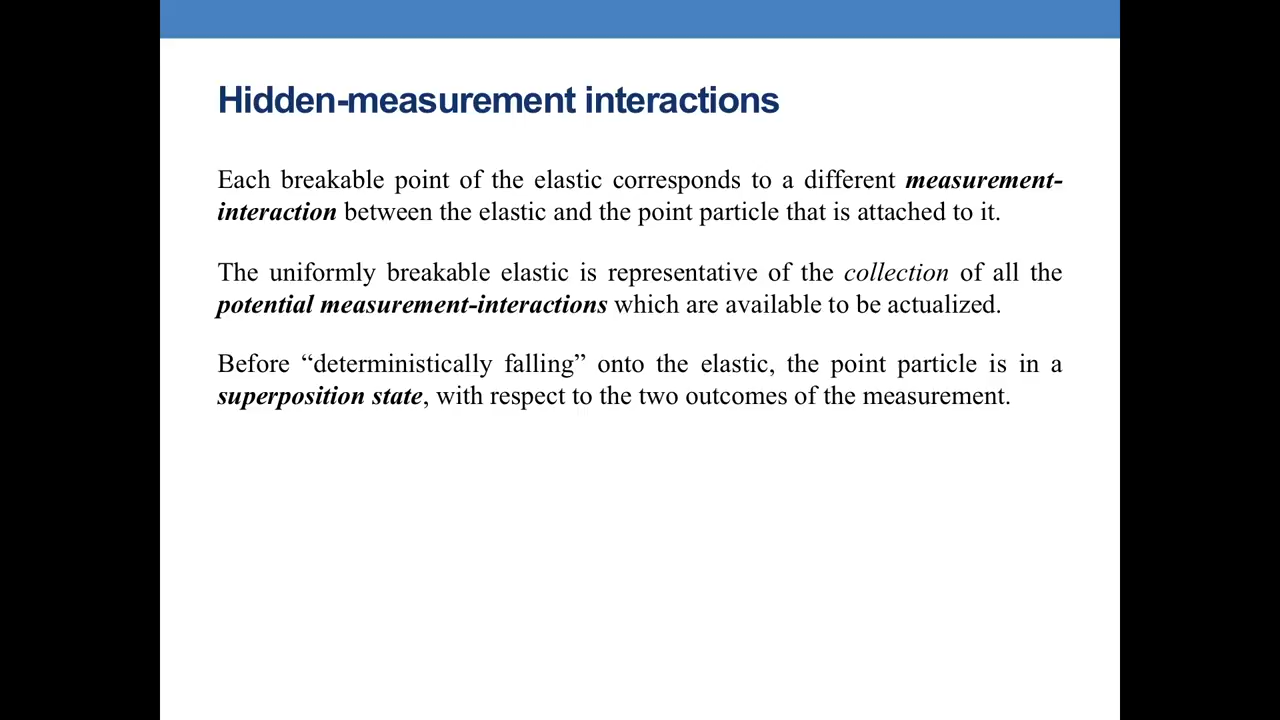 Hidden-measurement interactions
Each breakable point of the elastic corresponds to a different measurement-
interaction between the elastic and the point particle that is attached to it.
The uniformly breakable elastic is representative of the collection of all the
potential measurement-interactions which are available to be actualized.
Before “deterministically falling” onto the elastic, the point particle is in a
superposition state, with respect to the two outcomes of the measurement.